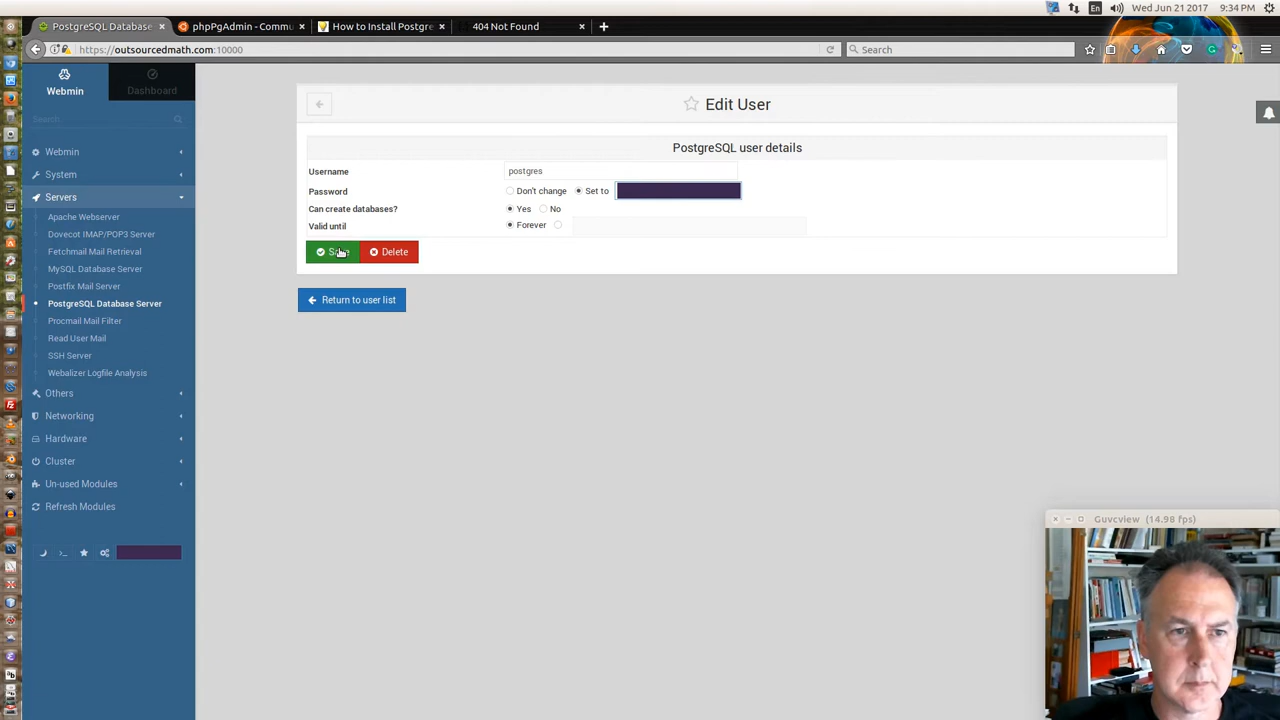 En
Wed Jun 21 2017
9:34 PM
PostgreSQL Database
phpPgAdmin - Commu
How to Install Postgre
404 Not Found
https://outsourcedmath.com:10000
Search
Webmin
Dashboard
Search
Webmin
System
Servers
Apache Webserver
Dovecot IMAP/POP3 Server
Fetchmail Mail Retrieval
MySQL Database Server
Postfix Mail Server
PostgreSQL Database Server
Procmail Mail Filter
Read User Mail
SSH Server
Webalizer Logfile Analysis
Others
Networking
Hardware
Cluster
Un-used Modules
Refresh Modules
Edit User
PostgreSQL user details
Username postgres
Password Don't change Set to
Can create databases? Yes No
Valid until Forever
Delete
Return to user list
Guvcview (14.98 fps)